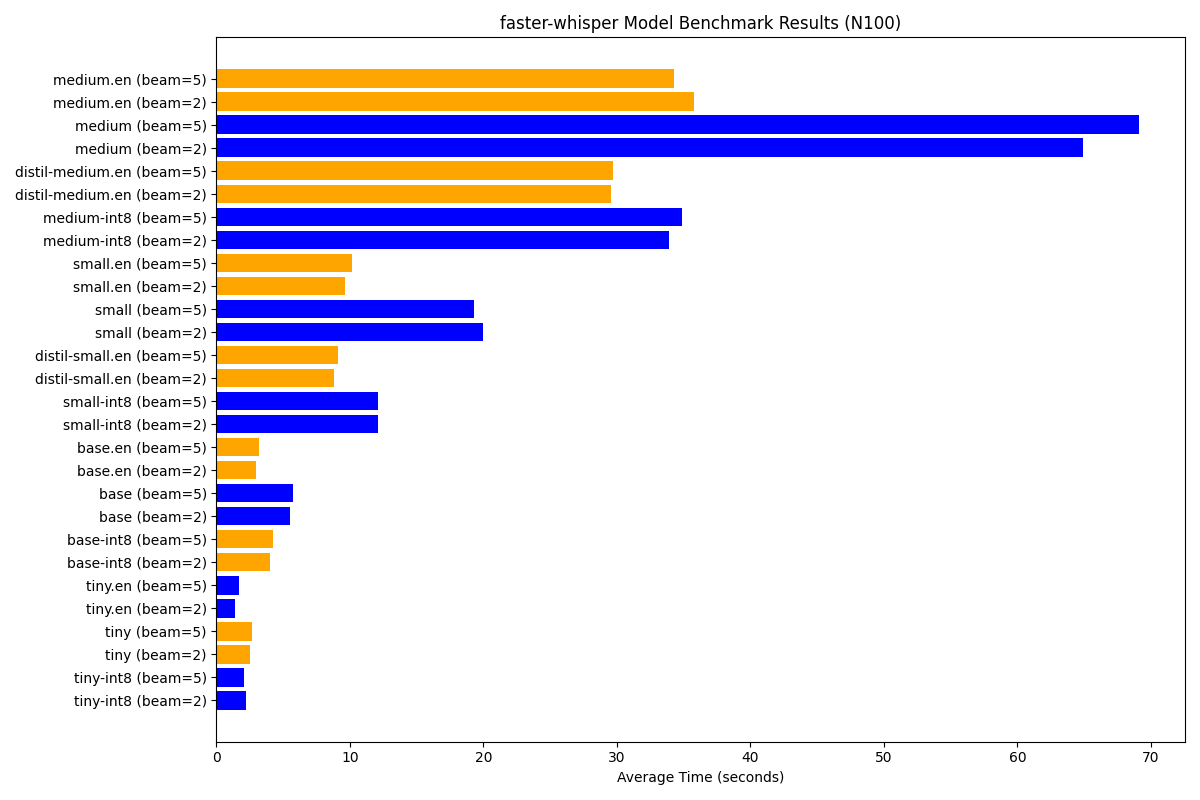 faster-whisper Model Benchmark Results (N100)
medium.en (beam=5)
medium.en (beam=2)
medium (beam=5)
medium (beam=2)
distil-medium.en (beam=5)
distil-medium.en (beam=2)
medium-int8 (beam=5)
medium-int8 (beam=2)
small.en (beam=5)
small.en (beam=2)
small (beam=5)
small (beam=2)
distil-small.en (beam=5)
distil-small.en (beam=2)
small-int8 (beam=5)
small-int8 (beam=2)
base.en (beam=5)
base.en (beam=2)
base (beam=5)
base (beam=2)
base-int8 (beam=5)
base-int8 (beam=2)
tiny.en (beam=5)
tiny.en (beam=2)
tiny (beam=5)
tiny (beam=2)
tiny-int8 (beam=5)
tiny-int8 (beam=2)
0 10 20 30 40 50 60 70
Average Time (seconds)